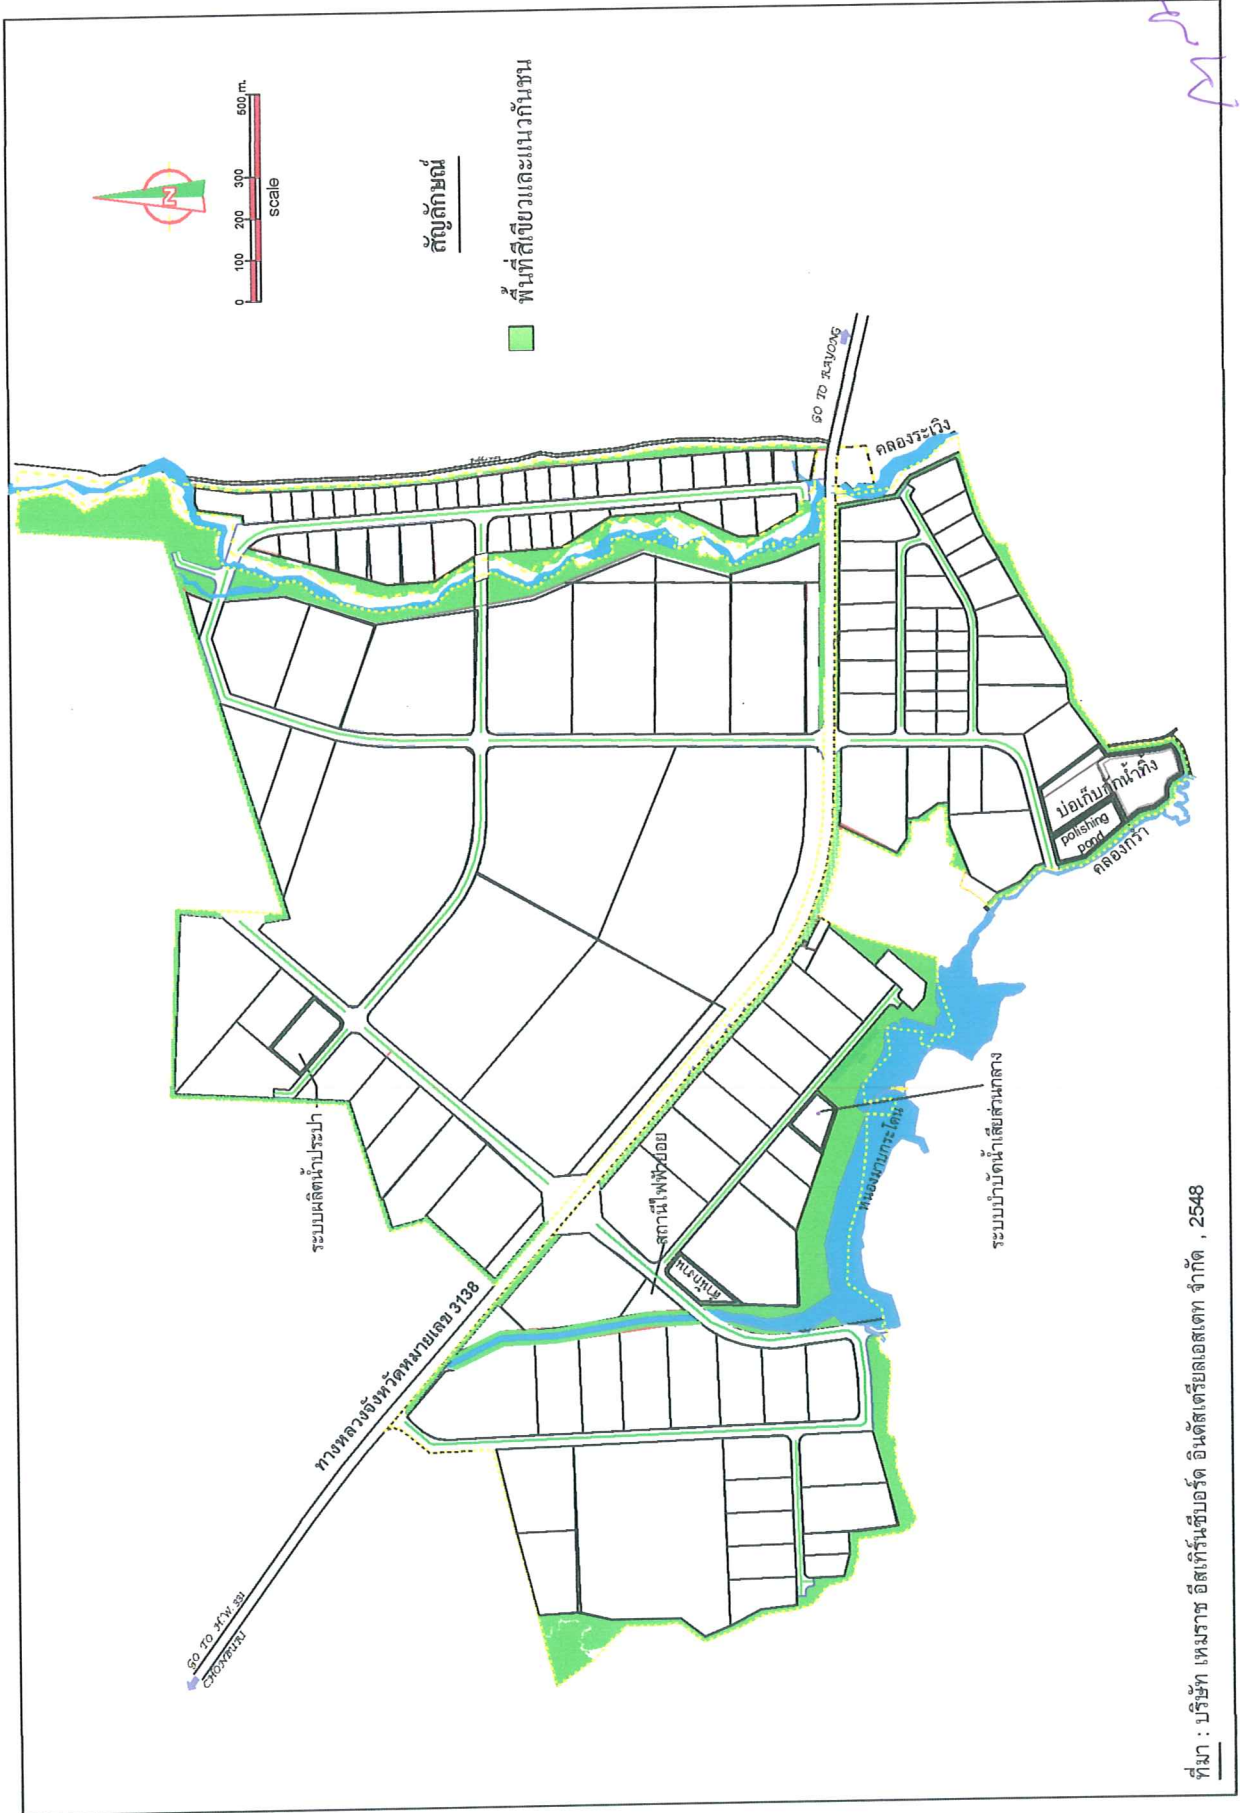 N
0 100 200 300 500 m.
scale
สัญลักษณ์
พื้นที่สีเขียวและแนวกันชน
GO TO H.W. 331
CHONBURI
ทางหลวงจังหวัดหมายเลข 3138
ระบบผลิตน้ำประปา
สถานีไฟฟ้าย่อย
สำนักงาน
หนองมาบกระโดน
ระบบบำบัดน้ำเสียส่วนกลาง
GO TO RAYONG
คลองระเวิง
บ่อเก็บกักน้ำทิ้ง
polishing
pond
คลองกร่ำ
ที่มา : บริษัท เหมราช อีสเทิร์นซีบอร์ด อินดัสเตรียลเอสเตท จำกัด , 2548